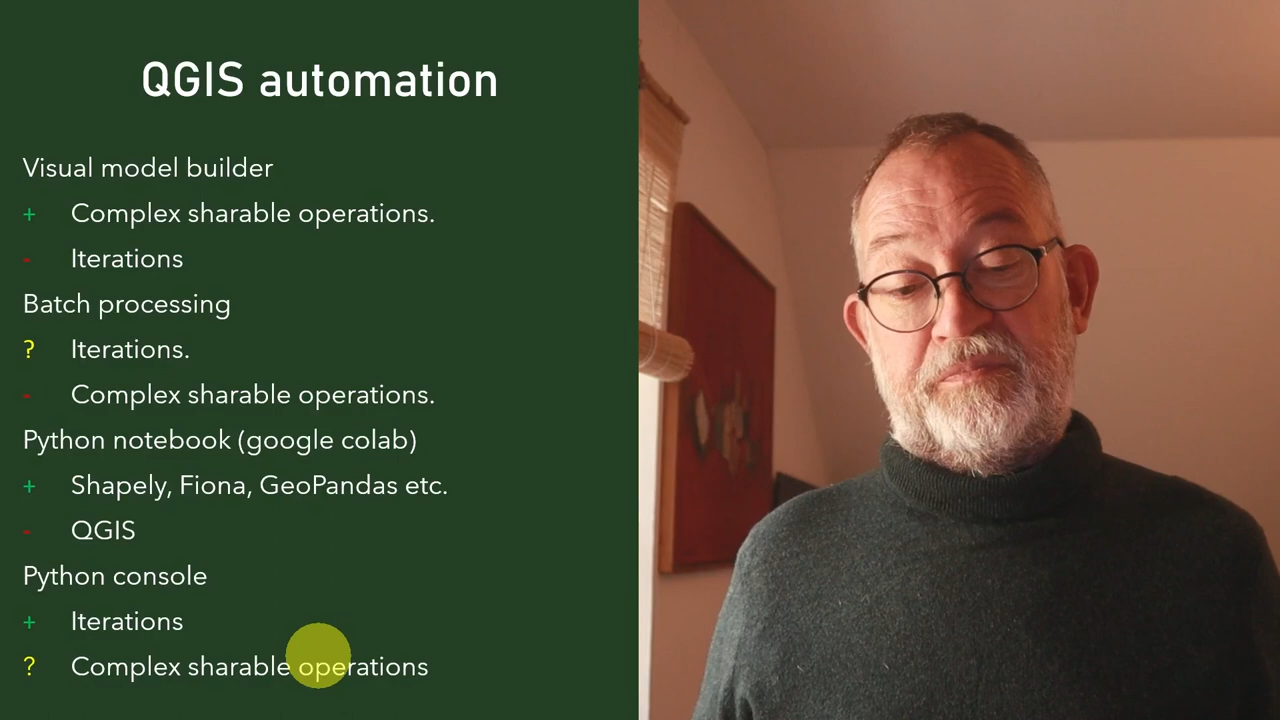 QGIS automation
Visual model builder
+ Complex sharable operations.
- Iterations
Batch processing
? Iterations.
- Complex sharable operations.
Python notebook (google colab)
+ Shapely, Fiona, GeoPandas etc.
- QGIS
Python console
+ Iterations
? Complex sharable operations